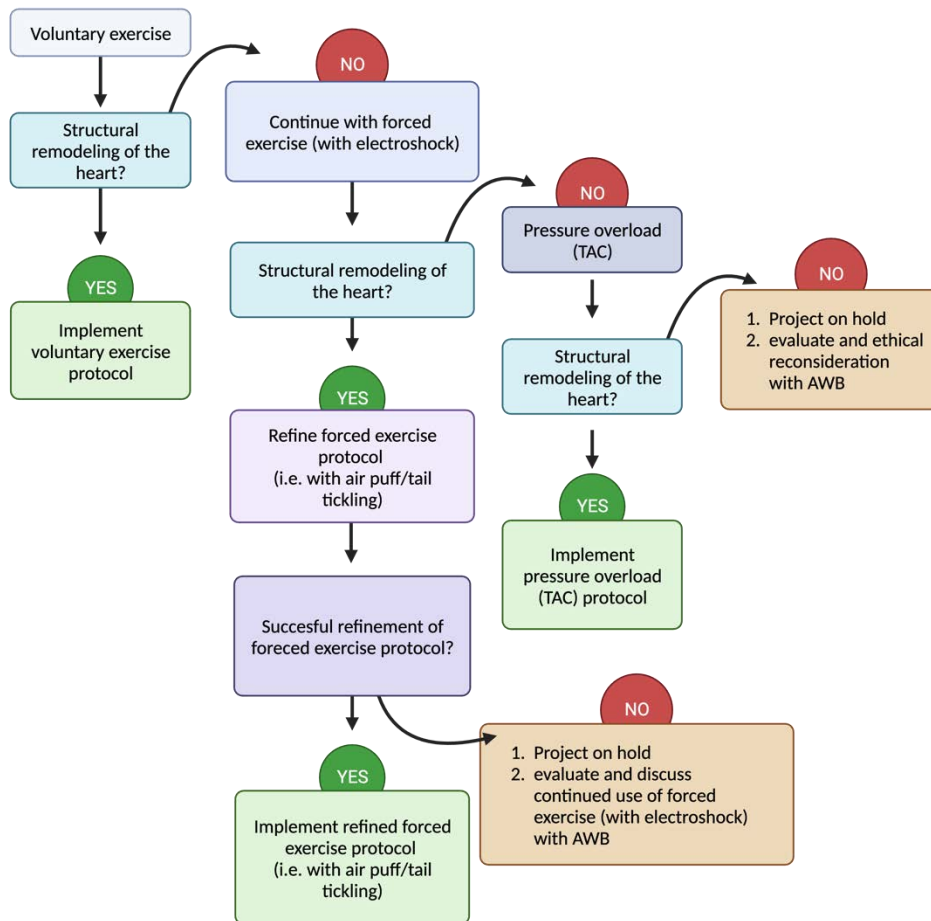 Voluntary exercise
Structural
remodeling of the
heart?
YES
Implement
voluntary exercise
protocol
NO
Continue with forced
exercise (with electroshock)
Structural remodeling of
the heart?
YES
Refine forced exercise
protocol
(i.e. with air puff/tail
tickling)
Succesful refinement of
foreced exercise protocol?
YES
Implement refined forced
exercise protocol
(i.e. with air puff/tail
tickling)
NO
Pressure overload
(TAC)
Structural
remodeling of the
heart?
YES
Implement
pressure overload
(TAC) protocol
NO
1. Project on hold
2. evaluate and ethical
reconsideration
with AWB
NO
1. Project on hold
2. evaluate and discuss
continued use of forced
exercise (with electroshock)
with AWB